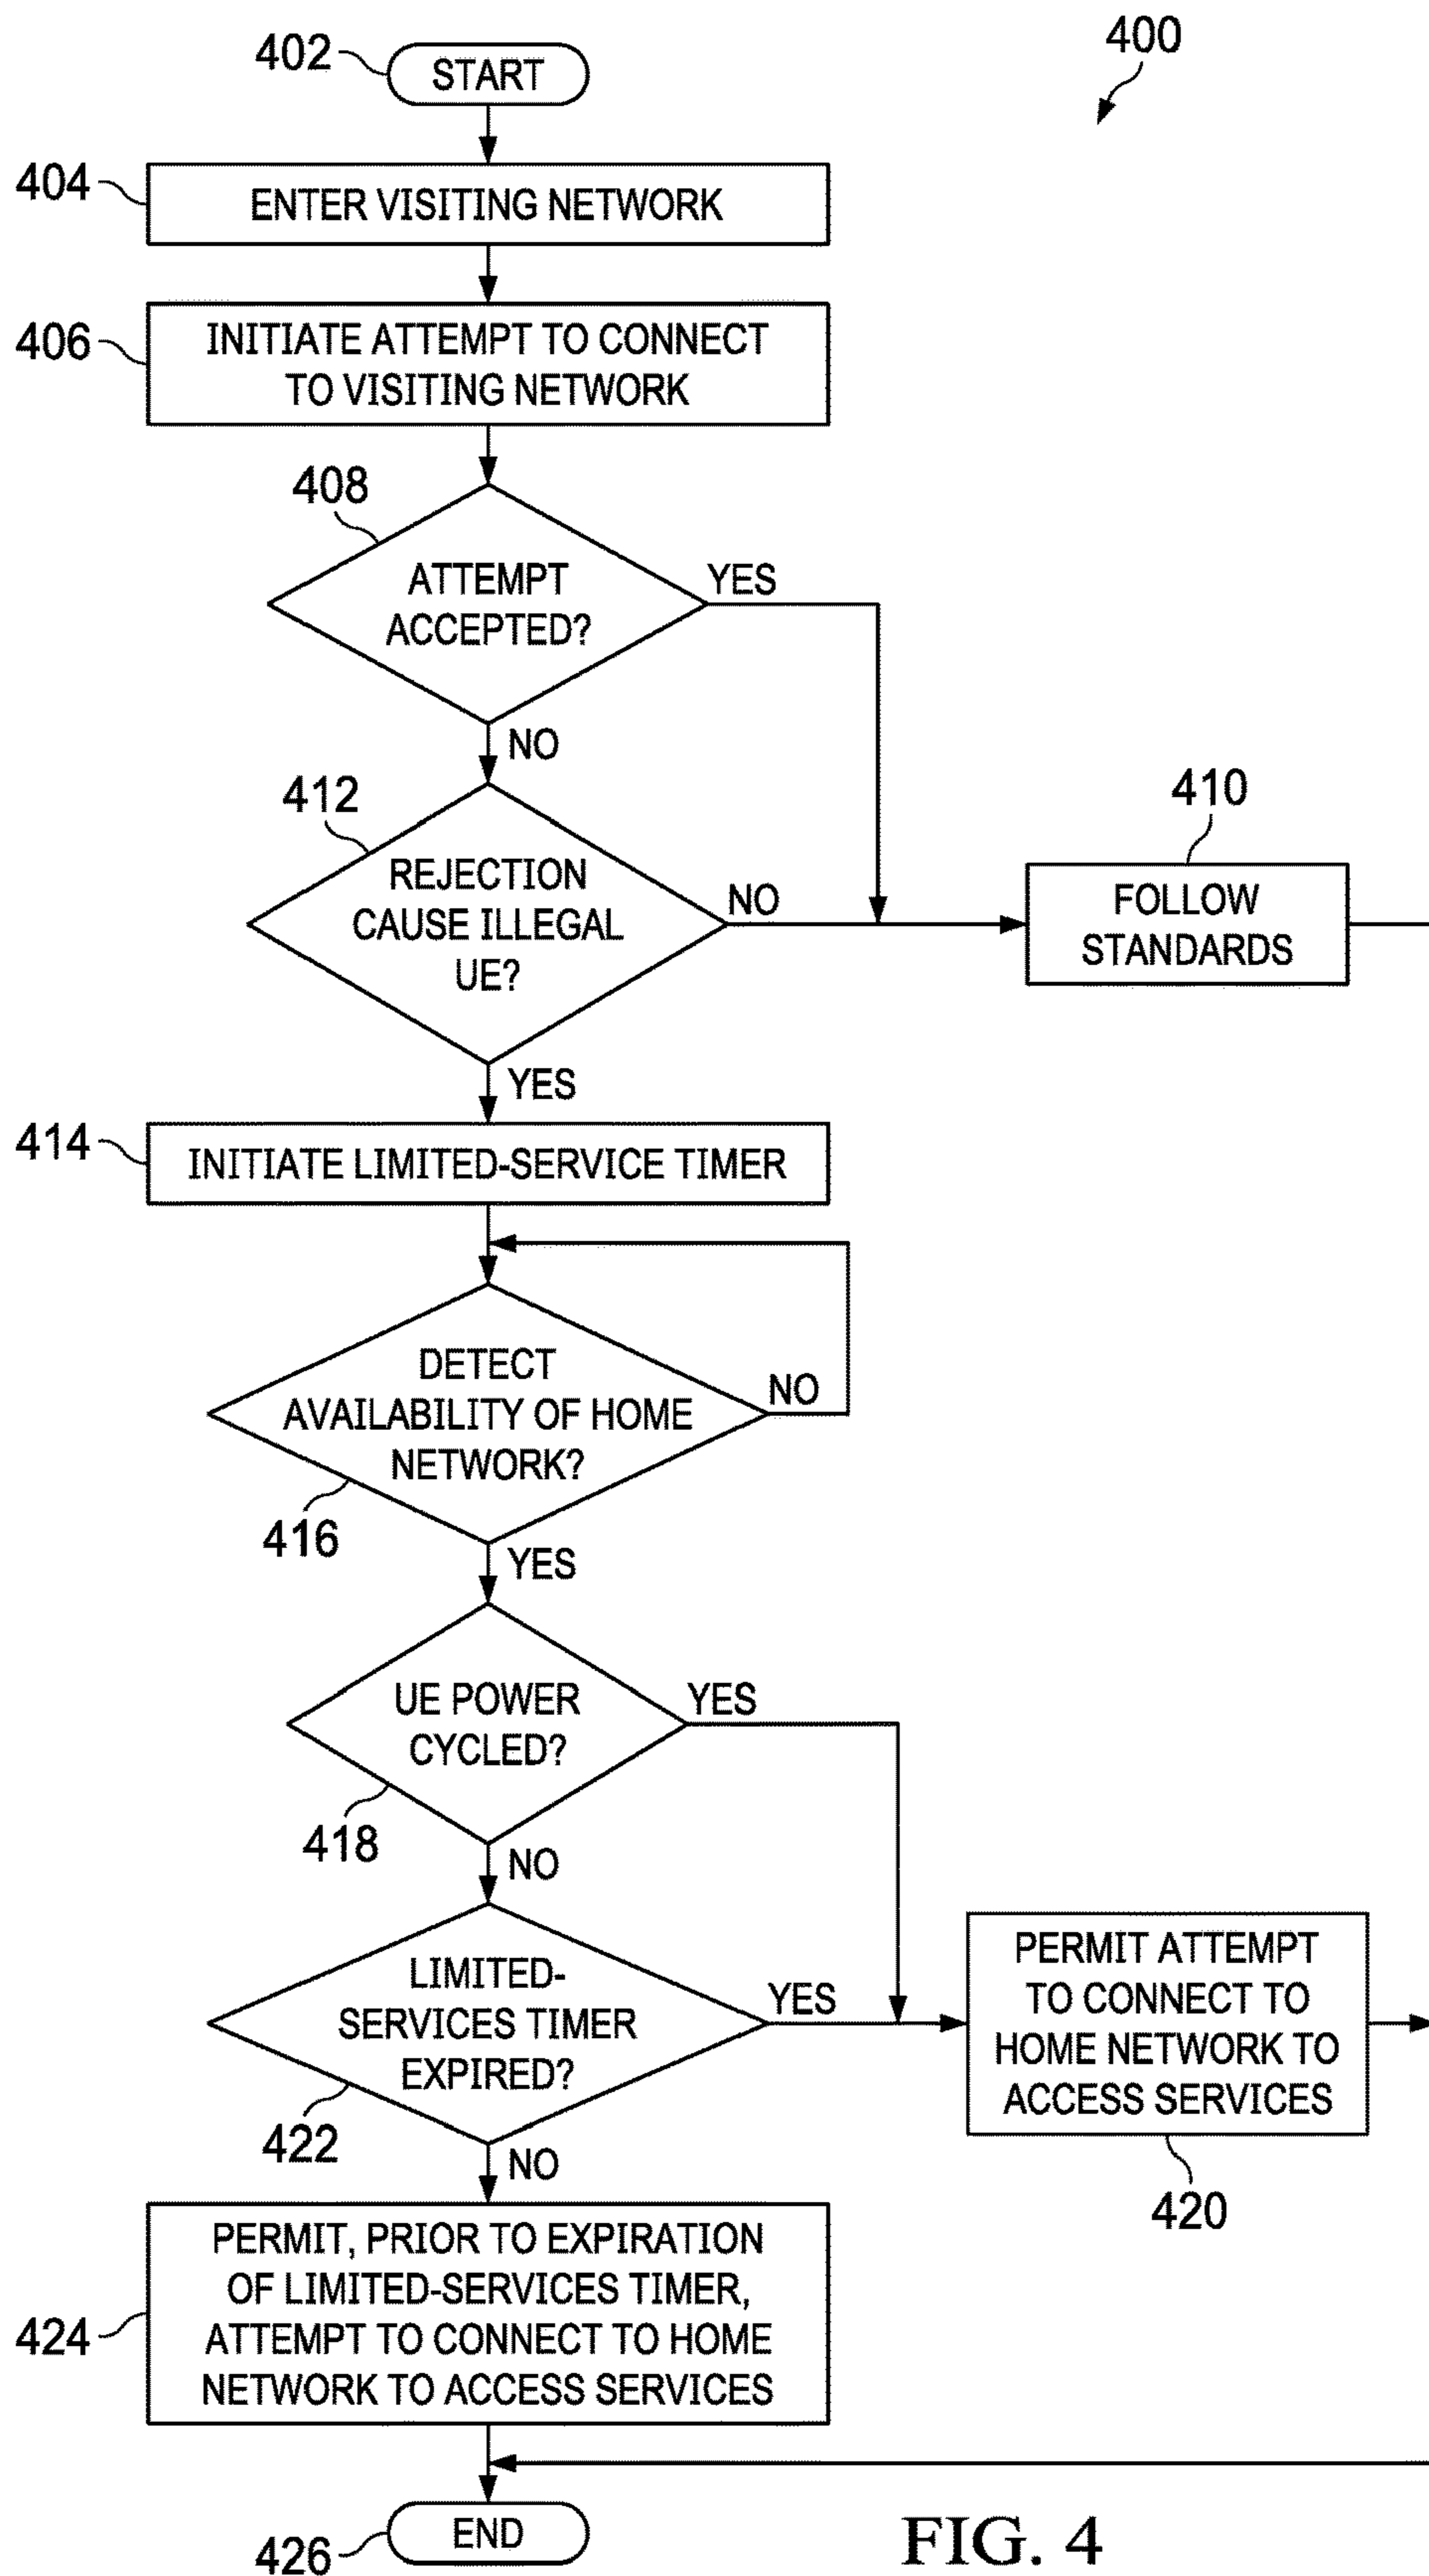 400
402
START
404
ENTER VISITING NETWORK
406
INITIATE ATTEMPT TO CONNECT
TO VISITING NETWORK
408
ATTEMPT
ACCEPTED?
YES
NO
412
REJECTION
CAUSE ILLEGAL
UE?
NO
410
FOLLOW
STANDARDS
YES
414
INITIATE LIMITED-SERVICE TIMER
DETECT
AVAILABILITY OF HOME
NETWORK?
NO
416
YES
UE POWER
CYCLED?
YES
418
NO
LIMITED-
SERVICES TIMER
EXPIRED?
YES
422
PERMIT ATTEMPT
TO CONNECT TO
HOME NETWORK TO
ACCESS SERVICES
420
NO
424
PERMIT, PRIOR TO EXPIRATION
OF LIMITED-SERVICES TIMER,
ATTEMPT TO CONNECT TO HOME
NETWORK TO ACCESS SERVICES
426
END
FIG. 4